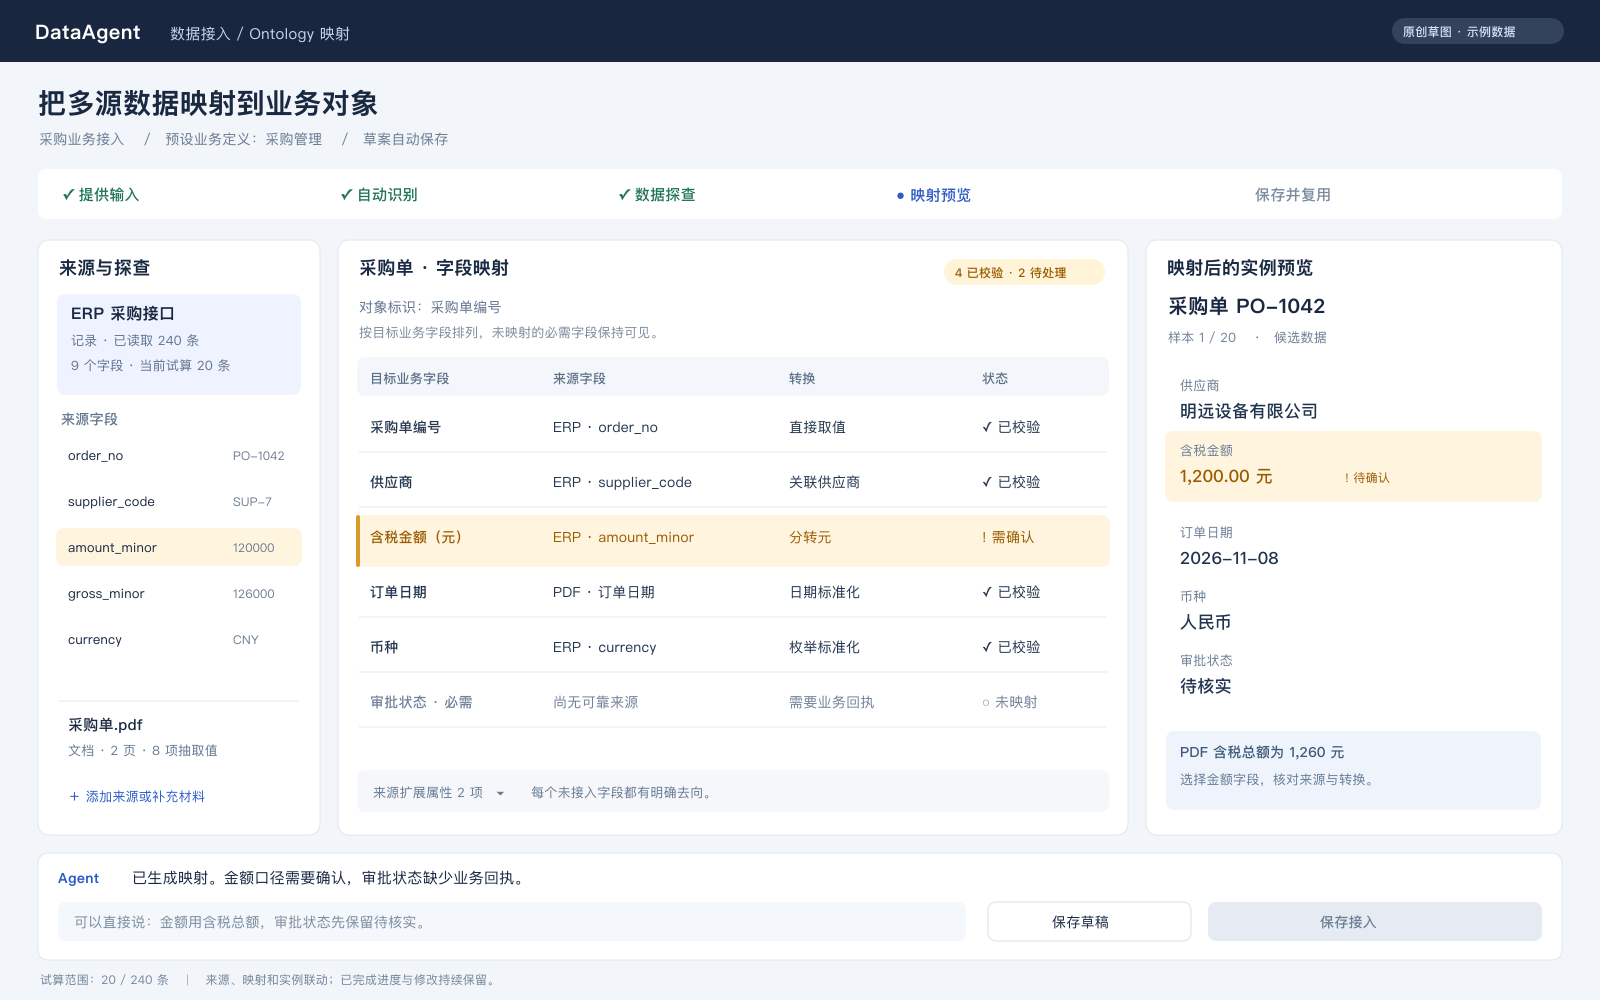 DataAgent 数据接入 / Ontology 映射 原创草图 · 示例数据
把多源数据映射到业务对象
采购业务接入 / 预设业务定义：采购管理 / 草案自动保存
✓ 提供输入 ✓ 自动识别 ✓ 数据探查 ● 映射预览 保存并复用
来源与探查
ERP 采购接口
记录 · 已读取 240 条
9 个字段 · 当前试算 20 条
来源字段
order_no PO-1042
supplier_code SUP-7
amount_minor 120000
gross_minor 126000
currency CNY
采购单.pdf
文档 · 2 页 · 8 项抽取值
+ 添加来源或补充材料
采购单 · 字段映射 4 已校验 · 2 待处理
对象标识：采购单编号
按目标业务字段排列，未映射的必需字段保持可见。
目标业务字段 来源字段 转换 状态
采购单编号 ERP · order_no 直接取值 ✓ 已校验
供应商 ERP · supplier_code 关联供应商 ✓ 已校验
含税金额（元） ERP · amount_minor 分转元 ! 需确认
订单日期 PDF · 订单日期 日期标准化 ✓ 已校验
币种 ERP · currency 枚举标准化 ✓ 已校验
审批状态 · 必需 尚无可靠来源 需要业务回执 ○ 未映射
来源扩展属性 2 项 每个未接入字段都有明确去向。
映射后的实例预览
采购单 PO-1042
样本 1 / 20 · 候选数据
供应商
明远设备有限公司
含税金额
1,200.00 元 ! 待确认
订单日期
2026-11-08
币种
人民币
审批状态
待核实
PDF 含税总额为 1,260 元
选择金额字段，核对来源与转换。
Agent 已生成映射。金额口径需要确认，审批状态缺少业务回执。
可以直接说：金额用含税总额，审批状态先保留待核实。 保存草稿 保存接入
试算范围：20 / 240 条 | 来源、映射和实例联动；已完成进度与修改持续保留。